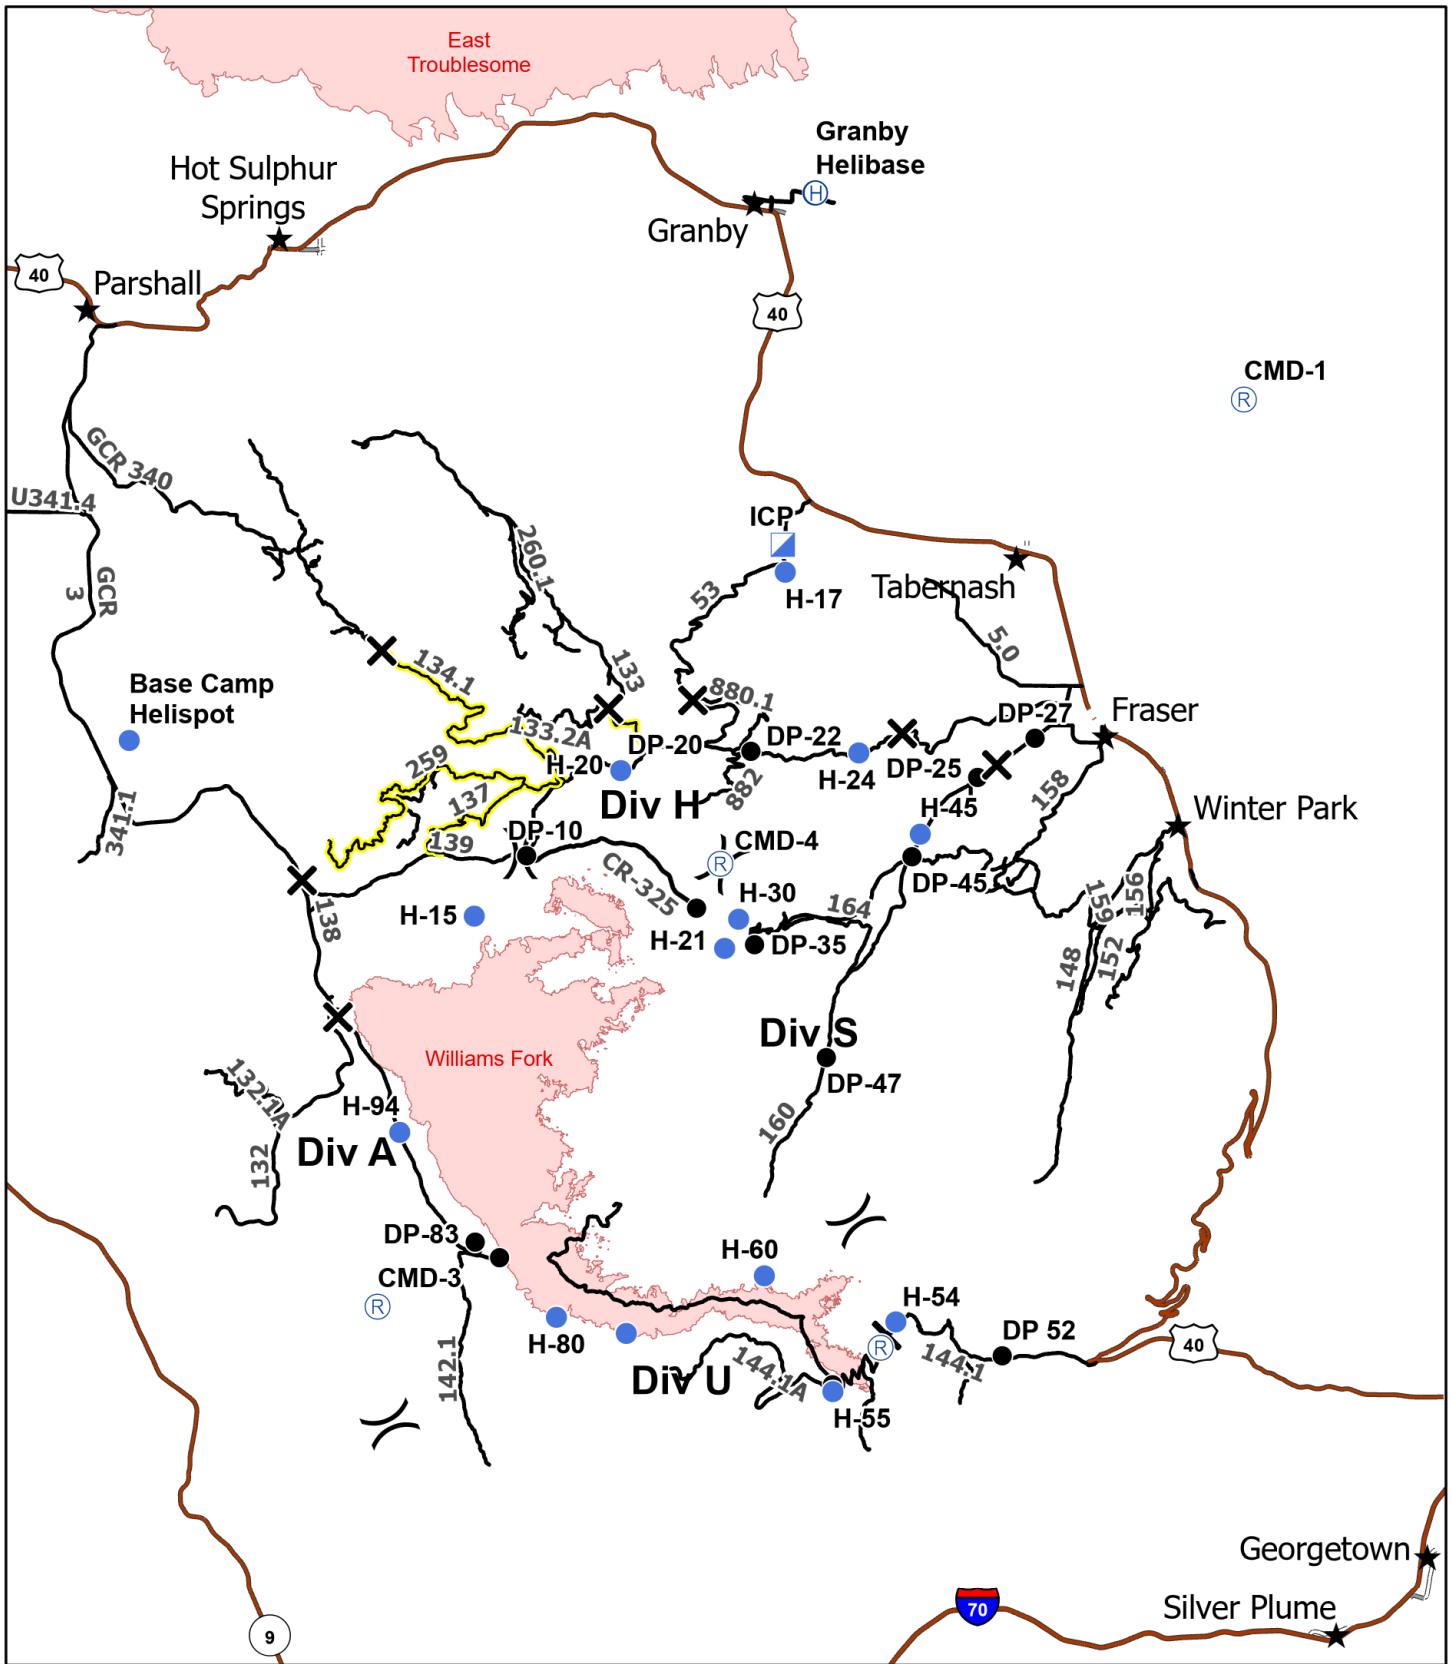 East
Troublesome
Granby
Helibase
Hot Sulphur
Springs
H
Granby
40
Parshall
40
CMD-1
R
GCR 340
U341.4
ICP
260.1
GCR
3
53
H-17
Tabernash
5.0
133
134.1
Base Camp
Helispot
880.1
DP-27
Fraser
133.2A
DP-20
DP-22
259
H-20
H-24
DP-25
882
158
137
Div H
H-45
Winter Park
341.1
139
DP-10
CMD-4
R
CR-325
DP-45
H-30
159
156
138
H-15
164
H-21
DP-35
148
152
Div S
Williams Fork
132.1A
DP-47
H-94
160
Div A
132
DP-83
H-60
CMD-3
R
H-54
H-80
DP 52
R
40
142.1
144.1
Div U
144.1A
H-55
Georgetown
70
Silver Plume
9